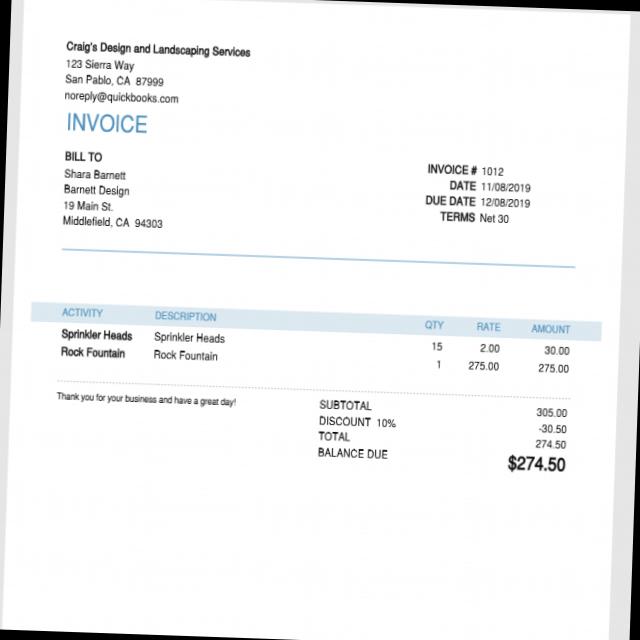 Craig's Design and Landscaping Services
123 Sierra Way
San Pablo, CA 87999
noreply@quickbooks.com
INVOICE
BILL TO
Shara Barnett
Barnett Design
19 Main St.
Middlefield, CA 94303
INVOICE # 1012
DATE 11/08/2019
DUE DATE 12/08/2019
TERMS Net 30
ACTIVITY DESCRIPTION QTY RATE AMOUNT
Sprinkler Heads Sprinkler Heads 15 2.00 30.00
Rock Fountain Rock Fountain 1 275.00 275.00
Thank you for your business and have a great day!
SUBTOTAL 305.00
DISCOUNT 10% -30.50
TOTAL 274.50
BALANCE DUE $274.50